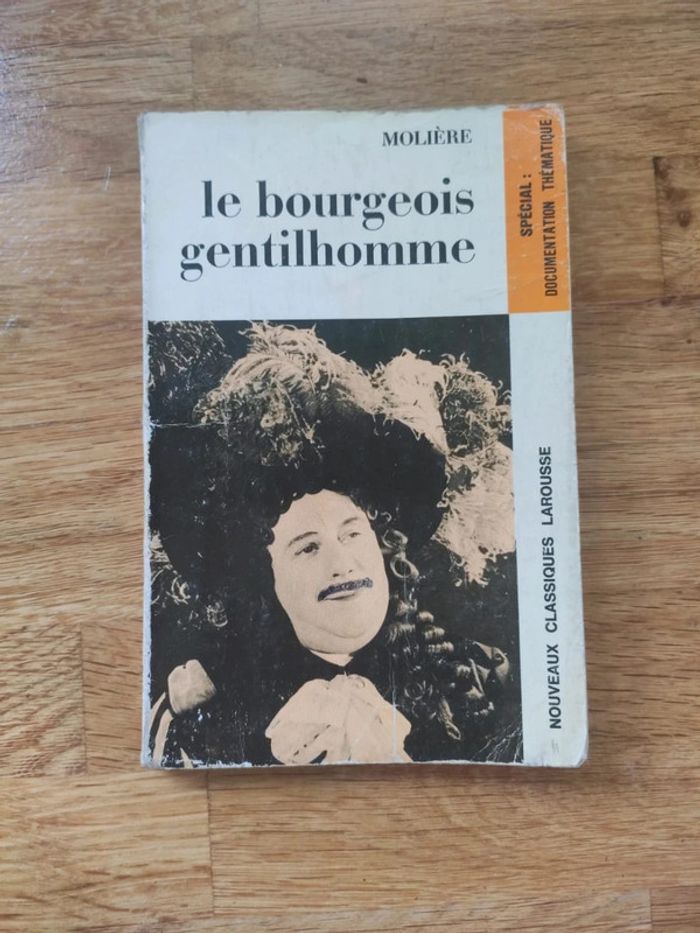 MOLIÈRE
le bourgeois
gentilhomme
SPÉCIAL :
DOCUMENTATION THÉMATIQUE
NOUVEAUX CLASSIQUES LAROUSSE